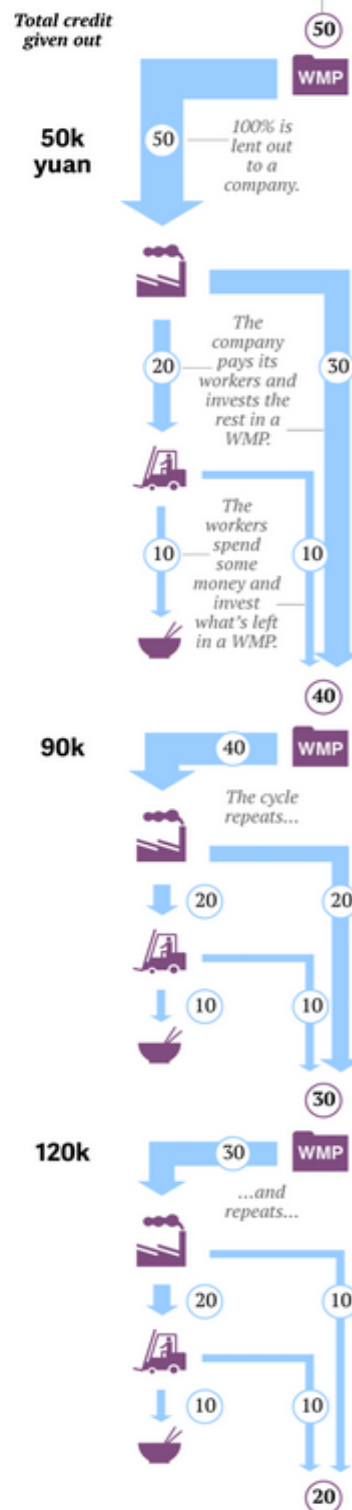 Total credit
given out
50
WMP
50k
yuan
50
100% is
lent out
to a
company.
The
company
pays its
workers and
invests the
rest in a
WMP.
20
30
The
workers
spend
some
money and
invest
what's left
in a WMP.
10
10
40
90k
40
WMP
The cycle
repeats...
20
20
10
10
30
120k
30
WMP
...and
repeats...
20
10
10
10
20